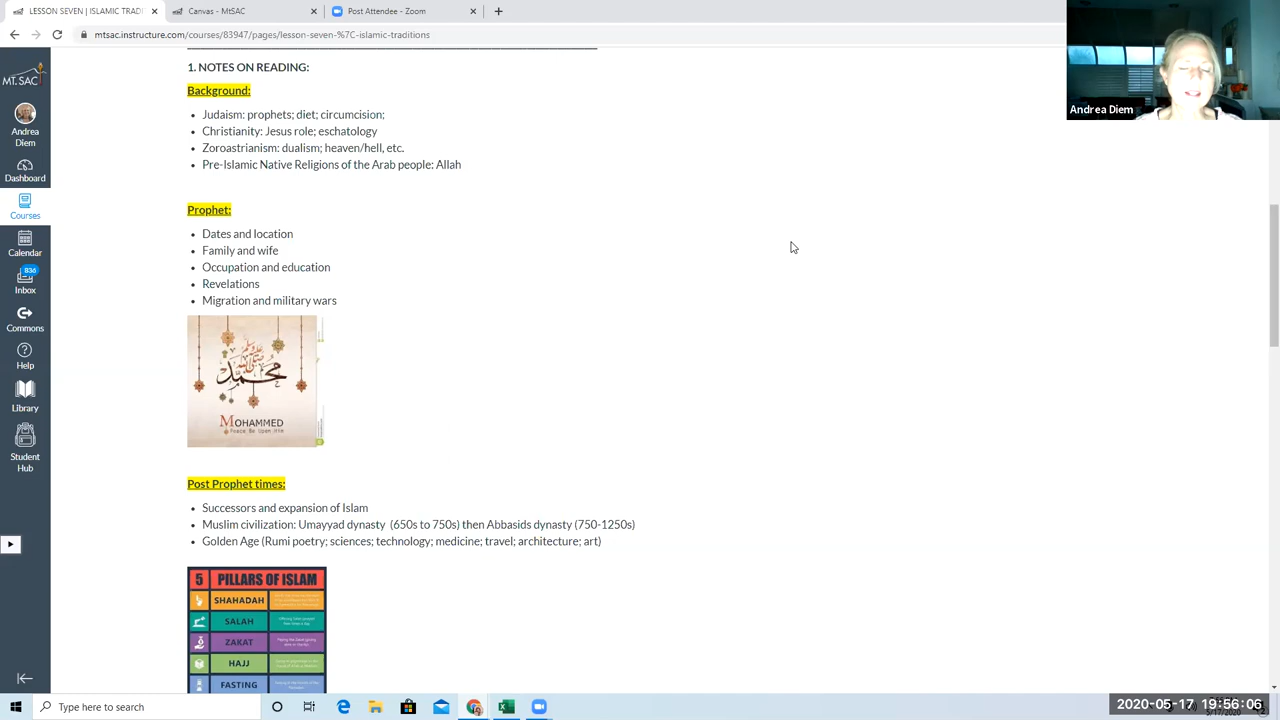 LESSON SEVEN | ISLAMIC TRADI
Canvas - MtSAC
Post Attendee - Zoom
mtsac.instructure.com/courses/83947/pages/lesson-seven-%7C-islamic-traditions
MT. SAC
Andrea
Diem
Dashboard
Courses
Calendar
836
Inbox
Commons
Help
Library
Student
Hub
1. NOTES ON READING:
Background:
Judaism: prophets; diet; circumcision;
Christianity: Jesus role; eschatology
Zoroastrianism: dualism; heaven/hell, etc.
Pre-Islamic Native Religions of the Arab people: Allah
Prophet:
Dates and location
Family and wife
Occupation and education
Revelations
Migration and military wars
محمد
MOHAMMED
Peace Be Upon Him
Post Prophet times:
Successors and expansion of Islam
Muslim civilization: Umayyad dynasty (650s to 750s) then Abbasids dynasty (750-1250s)
Golden Age (Rumi poetry; sciences; technology; medicine; travel; architecture; art)
5 PILLARS OF ISLAM
SHAHADAH
SALAH
ZAKAT
HAJJ
FASTING
Andrea Diem
Type here to search
2020-05-17 19:56:06